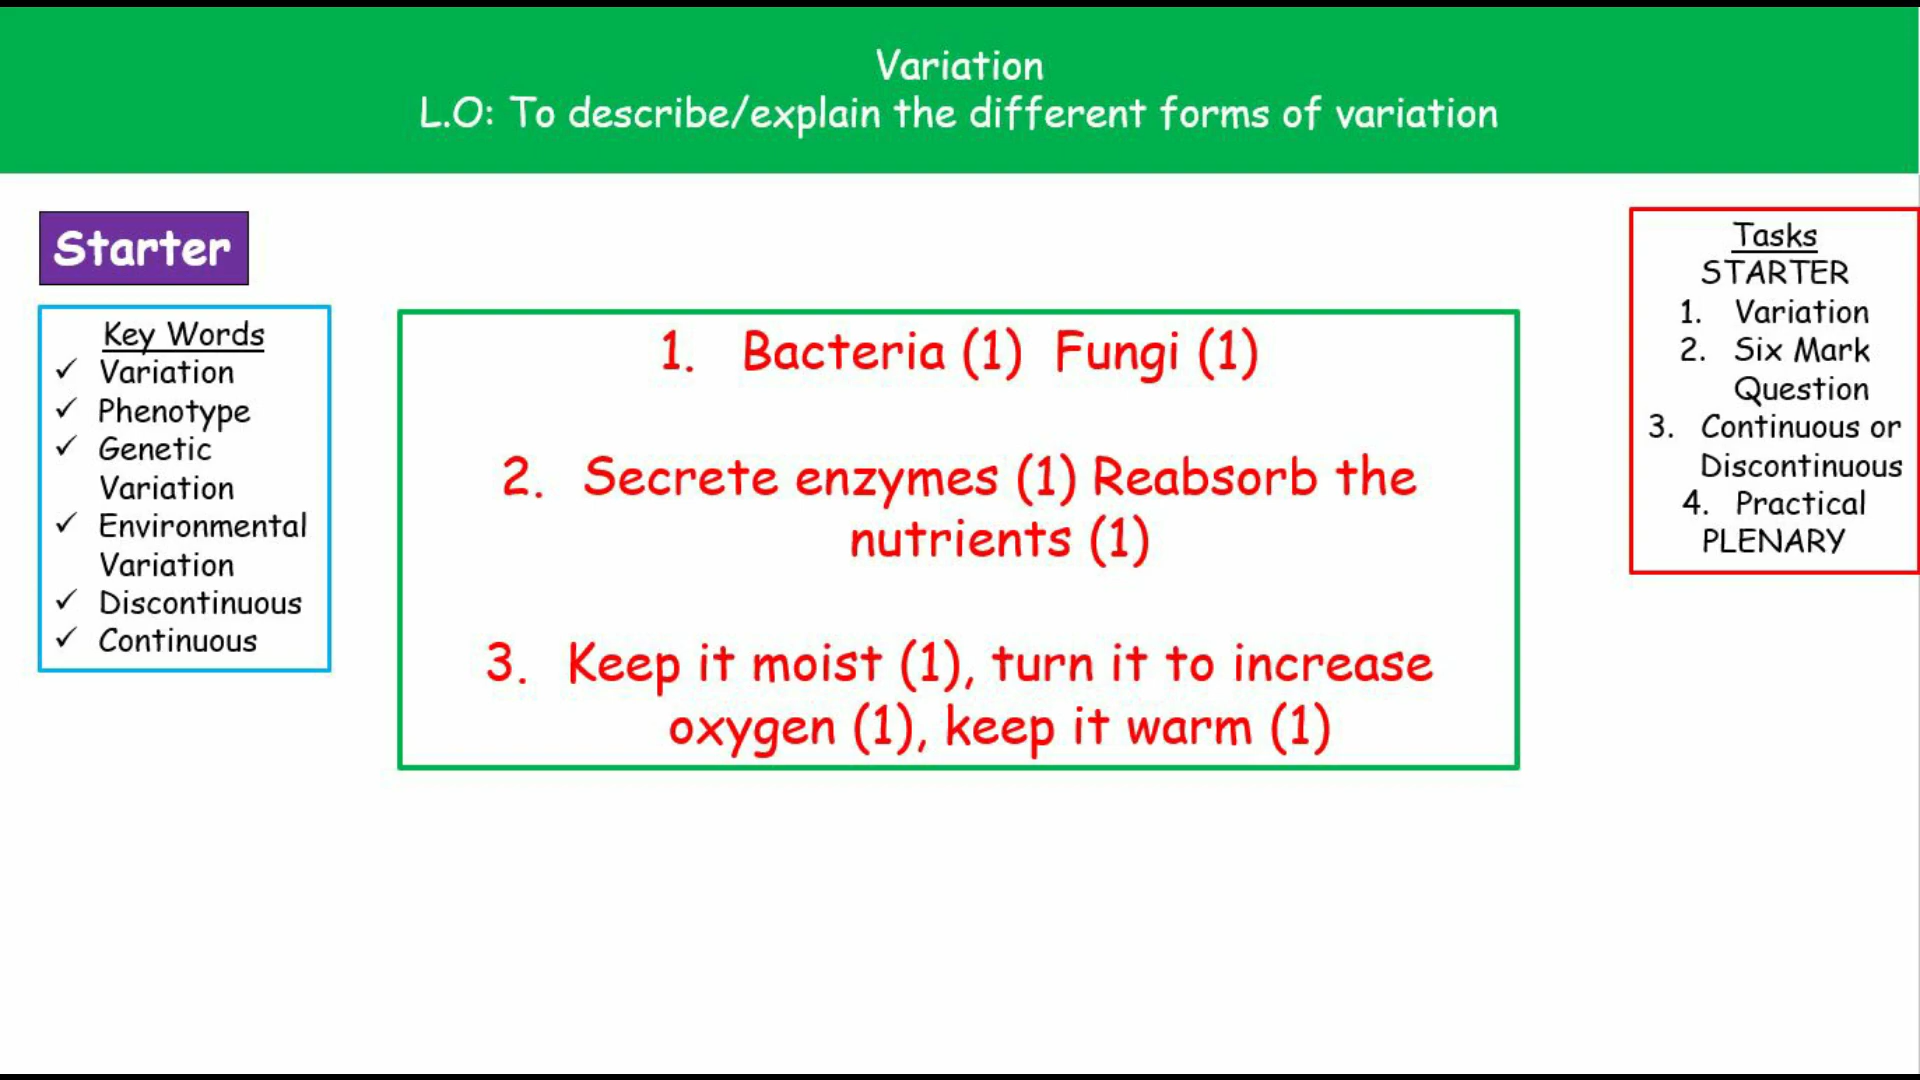 Variation
L.O: To describe/explain the different forms of variation
Starter
Key Words
✓ Variation
✓ Phenotype
✓ Genetic
Variation
✓ Environmental
Variation
✓ Discontinuous
✓ Continuous
1. Bacteria (1) Fungi (1)
2. Secrete enzymes (1) Reabsorb the
nutrients (1)
3. Keep it moist (1), turn it to increase
oxygen (1), keep it warm (1)
Tasks
STARTER
1. Variation
2. Six Mark
Question
3. Continuous or
Discontinuous
4. Practical
PLENARY